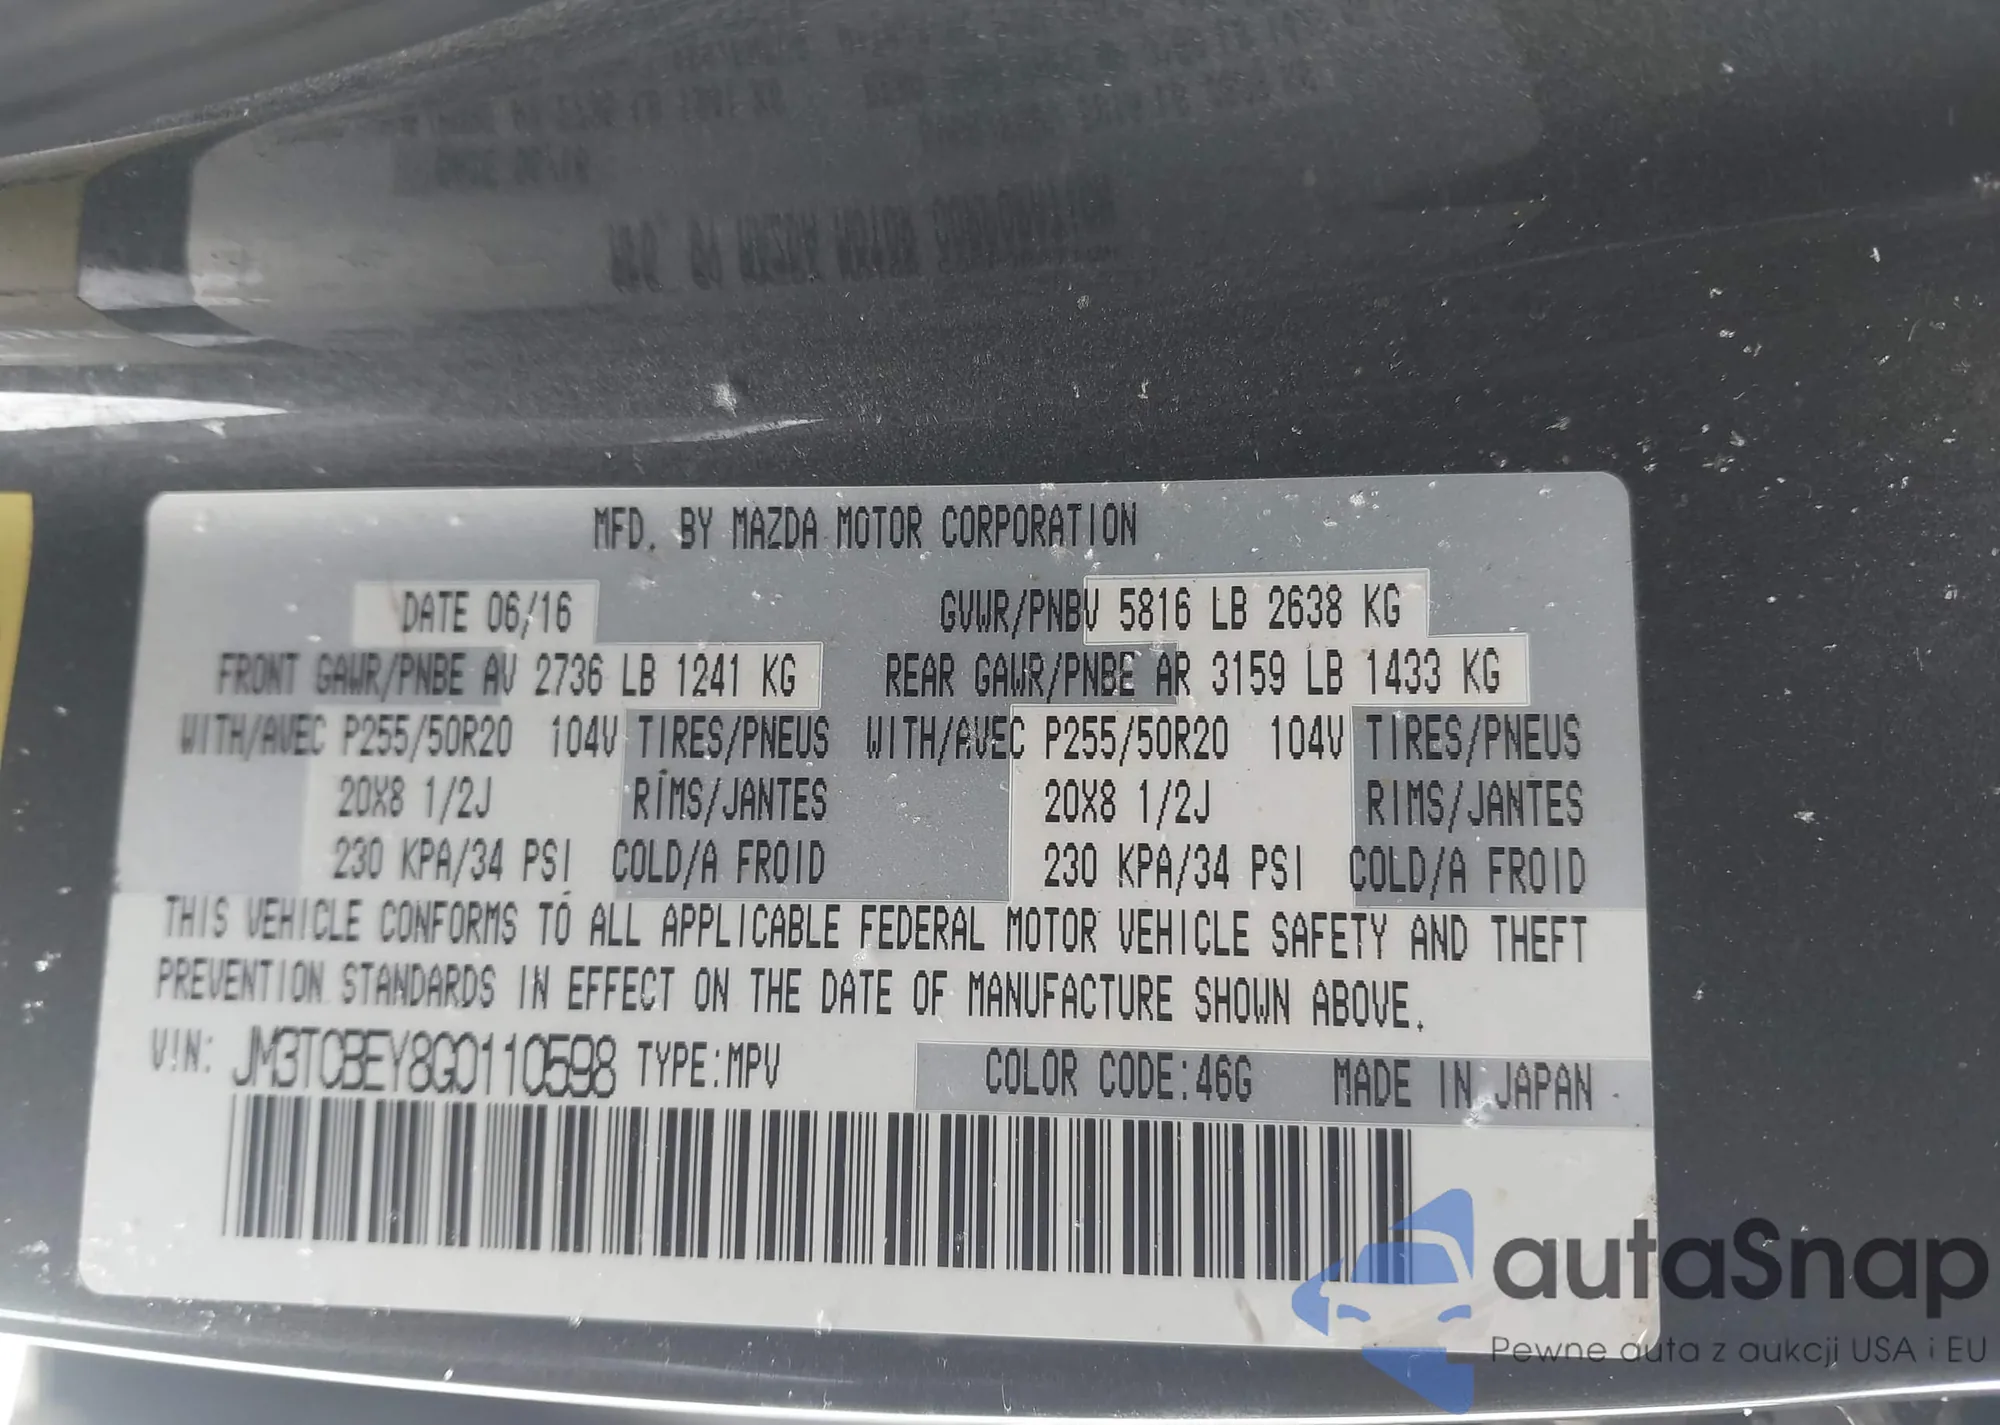 MFD. BY MAZDA MOTOR CORPORATION
DATE 06/16 GVWR/PNBV 5816 LB 2638 KG
FRONT GAWR/PNBE AV 2736 LB 1241 KG REAR GAWR/PNBE AR 3159 LB 1433 KG
WITH/AVEC P255/50R20 104V TIRES/PNEUS WITH/AVEC P255/50R20 104V TIRES/PNEUS
20X8 1/2J RIMS/JANTES 20X8 1/2J RIMS/JANTES
230 KPA/34 PSI COLD/A FROID 230 KPA/34 PSI COLD/A FROID
THIS VEHICLE CONFORMS TO ALL APPLICABLE FEDERAL MOTOR VEHICLE SAFETY AND THEFT
PREVENTION STANDARDS IN EFFECT ON THE DATE OF MANUFACTURE SHOWN ABOVE.
VIN: JM3TCBEY8G0110598 TYPE:MPV COLOR CODE:46G MADE IN JAPAN
autaSnap
Pewne auta z aukcji USA i EU